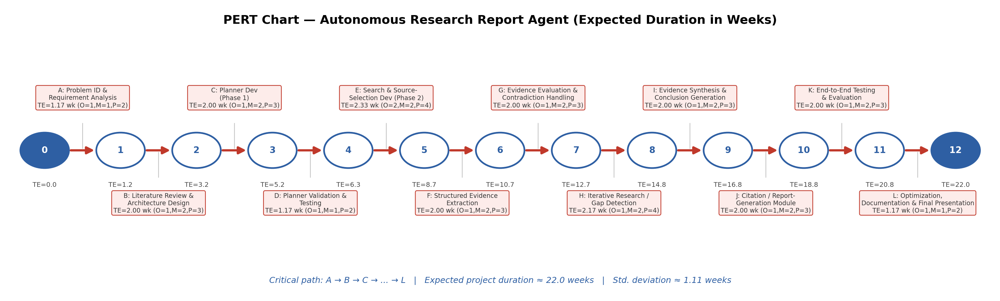 PERT Chart — Autonomous Research Report Agent (Expected Duration in Weeks)
A: Problem ID &
Requirement Analysis
TE=1.17 wk (O=1,M=1,P=2)
C: Planner Dev
(Phase 1)
TE=2.00 wk (O=1,M=2,P=3)
E: Search & Source-
Selection Dev (Phase 2)
TE=2.33 wk (O=2,M=2,P=4)
G: Evidence Evaluation &
Contradiction Handling
TE=2.00 wk (O=1,M=2,P=3)
I: Evidence Synthesis &
Conclusion Generation
TE=2.00 wk (O=1,M=2,P=3)
K: End-to-End Testing
& Evaluation
TE=2.00 wk (O=1,M=2,P=3)
0
1
2
3
4
5
6
7
8
9
10
11
12
TE=0.0
TE=1.2
TE=3.2
TE=5.2
TE=6.3
TE=8.7
TE=10.7
TE=12.7
TE=14.8
TE=16.8
TE=18.8
TE=20.8
TE=22.0
B: Literature Review &
Architecture Design
TE=2.00 wk (O=1,M=2,P=3)
D: Planner Validation &
Testing
TE=1.17 wk (O=1,M=1,P=2)
F: Structured Evidence
Extraction
TE=2.00 wk (O=1,M=2,P=3)
H: Iterative Research /
Gap Detection
TE=2.17 wk (O=1,M=2,P=4)
J: Citation / Report-
Generation Module
TE=2.00 wk (O=1,M=2,P=3)
L: Optimization,
Documentation & Final Presentation
TE=1.17 wk (O=1,M=1,P=2)
Critical path: A → B → C → ... → L | Expected project duration ≈ 22.0 weeks | Std. deviation ≈ 1.11 weeks